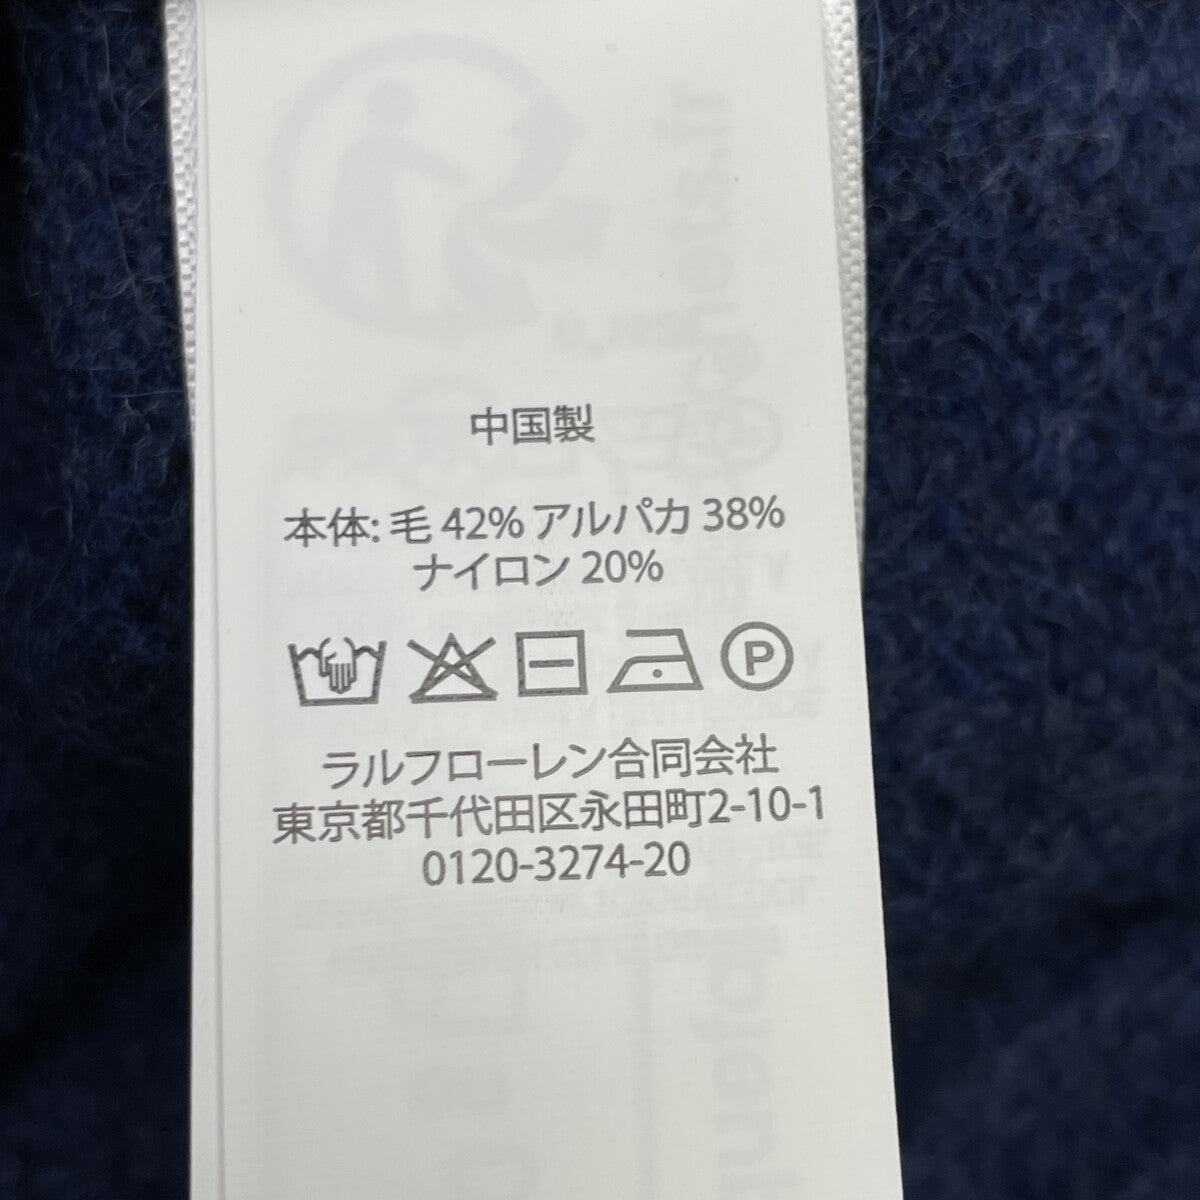 中国製
本体: 毛 42% アルパカ 38%
ナイロン 20%
P
ラルフローレン合同会社
東京都千代田区永田町2-10-1
0120-3274-20